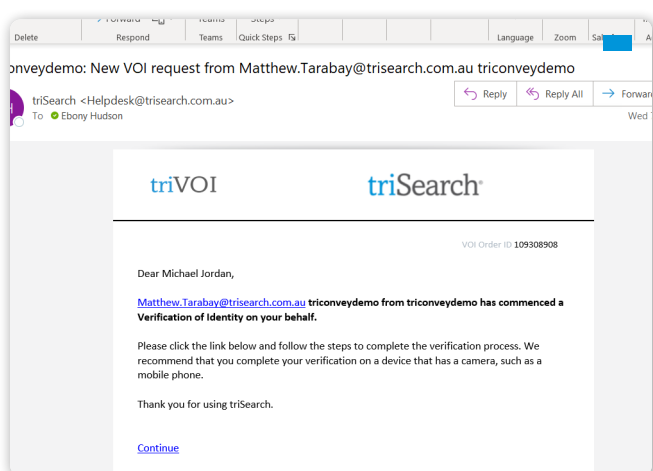 Forward Teams Steps
Delete Respond Teams Quick Steps Language Zoom
onveydemo: New VOI request from Matthew.Tarabay@trisearch.com.au triconveydemo
triSearch <Helpdesk@trisearch.com.au>
To Ebony Hudson
Reply Reply All Forward
Wed 7
triVOI triSearch
VOI Order ID 109308908
Dear Michael Jordan,
Matthew.Tarabay@trisearch.com.au triconveydemo from triconveydemo has commenced a
Verification of Identity on your behalf.
Please click the link below and follow the steps to complete the verification process. We
recommend that you complete your verification on a device that has a camera, such as a
mobile phone.
Thank you for using triSearch.
Continue